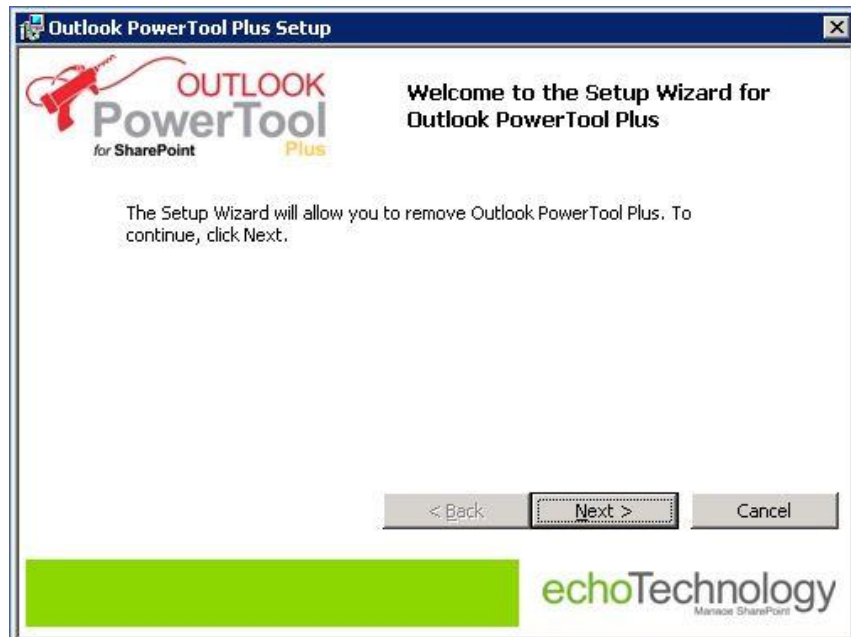 Outlook PowerTool Plus Setup
OUTLOOK
PowerTool
for SharePoint Plus
Welcome to the Setup Wizard for
Outlook PowerTool Plus
The Setup Wizard will allow you to remove Outlook PowerTool Plus. To
continue, click Next.
< Back Next > Cancel
echoTechnology
Manage SharePoint